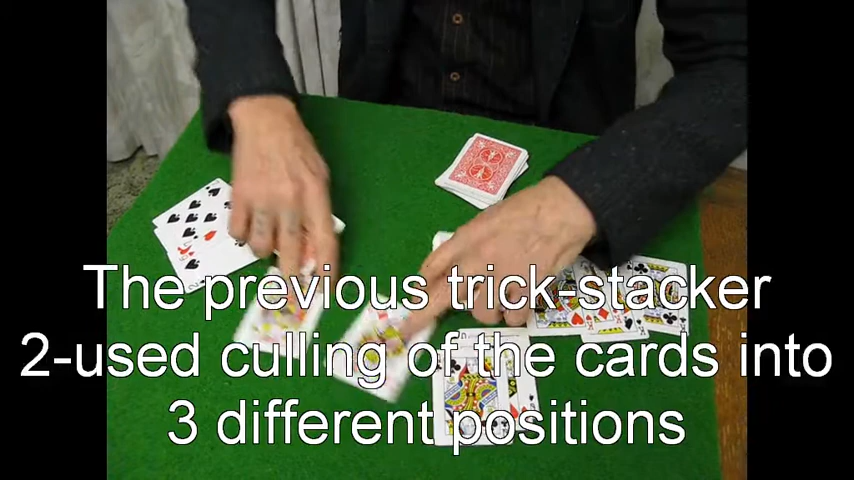 The previous trick-stacker
2-used culling of the cards into
3 different positions